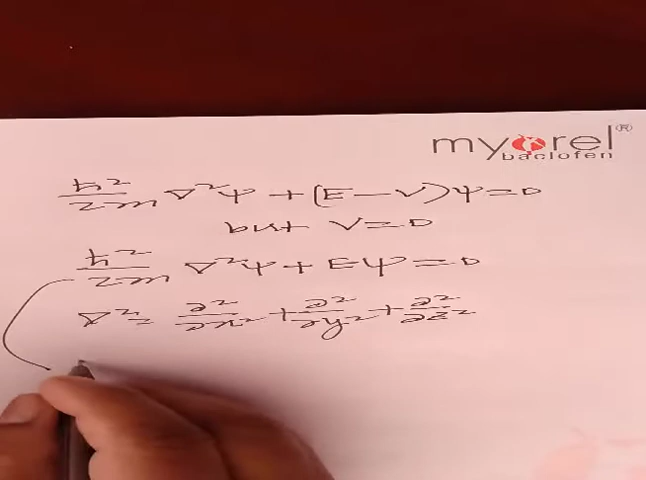 myorel®
baclofen
ℏ²/2m ∇²ψ + (E − V)ψ = 0
but V = 0
ℏ²/2m ∇²ψ + Eψ = 0
∇² = ∂²/∂x² + ∂²/∂y² + ∂²/∂z²